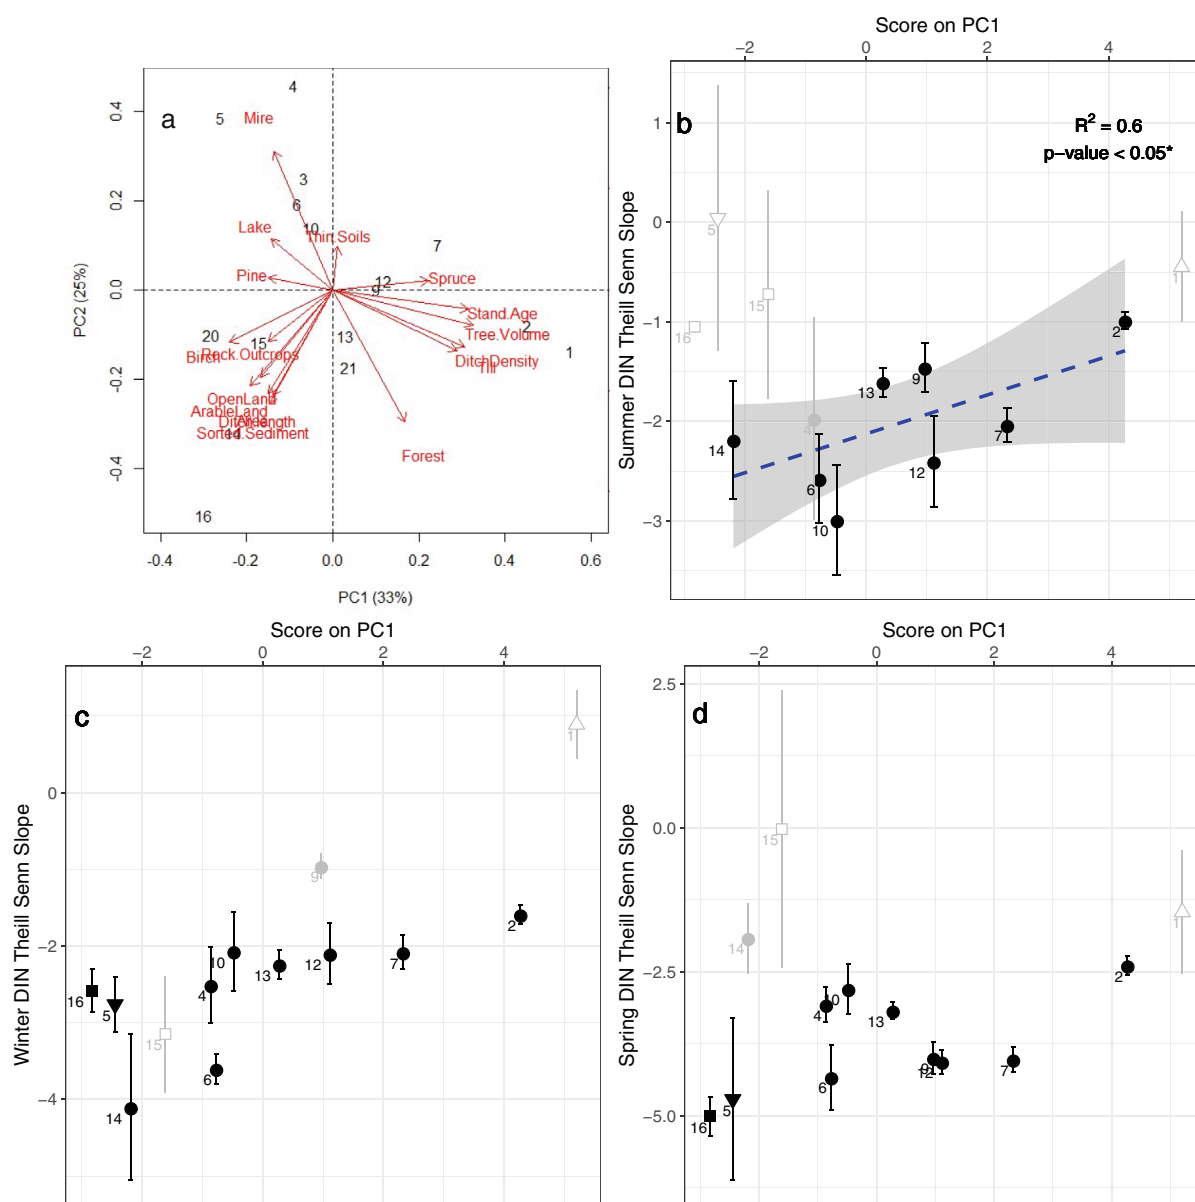 a
4
5
Mire
3
6
10
Thin.Soils
Lake
7
Pine
12
9
Spruce
Stand.Age
2
Tree.Volume
20
13
15
Birch
Rock.Outcrops
1
DitchDensity
Till
21
OpenLand
ArableLand
DitchLength
Sorted.Sediment
14
Forest
16
0.4
0.2
0.0
-0.2
-0.4
PC2 (25%)
-0.4 -0.2 0.0 0.2 0.4 0.6
PC1 (33%)
Score on PC1
−2 0 2 4
b
R2 = 0.6
p−value < 0.05*
1
0
−1
−2
−3
Summer DIN Theill Senn Slope
5
15
16
1
2
4
13
9
14
7
6
12
10
Score on PC1
−2 0 2 4
c
0
−2
−4
Winter DIN Theill Senn Slope
1
9
2
10
13
12
7
16
5
4
15
6
14
Score on PC1
−2 0 2 4
d
2.5
0.0
−2.5
−5.0
Spring DIN Theill Senn Slope
15
14
1
2
10
4
13
9
12
7
6
5
16